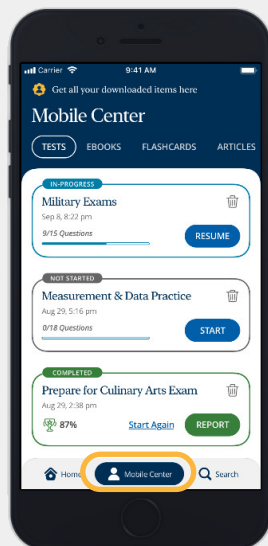 Carrier 9:41 AM
Get all your downloaded items here
Mobile Center
TESTS EBOOKS FLASHCARDS ARTICLES
IN-PROGRESS
Military Exams
Sep 8, 8:22 pm
9/15 Questions
RESUME
NOT STARTED
Measurement & Data Practice
Aug 29, 5:16 pm
0/18 Questions
START
COMPLETED
Prepare for Culinary Arts Exam
Aug 29, 2:38 pm
87% Start Again REPORT
Home Mobile Center Search